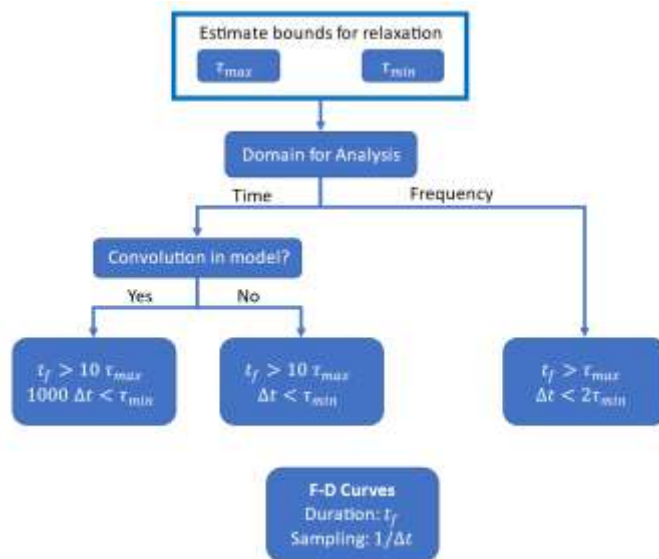 Estimate bounds for relaxation
τmax τmin
Domain for Analysis
Time Frequency
Convolution in model?
Yes No
tf > 10 τmax
1000 Δt < τmin
tf > 10 τmax
Δt < τmin
tf > τmax
Δt < 2τmin
F-D Curves
Duration: tf
Sampling: 1/Δt